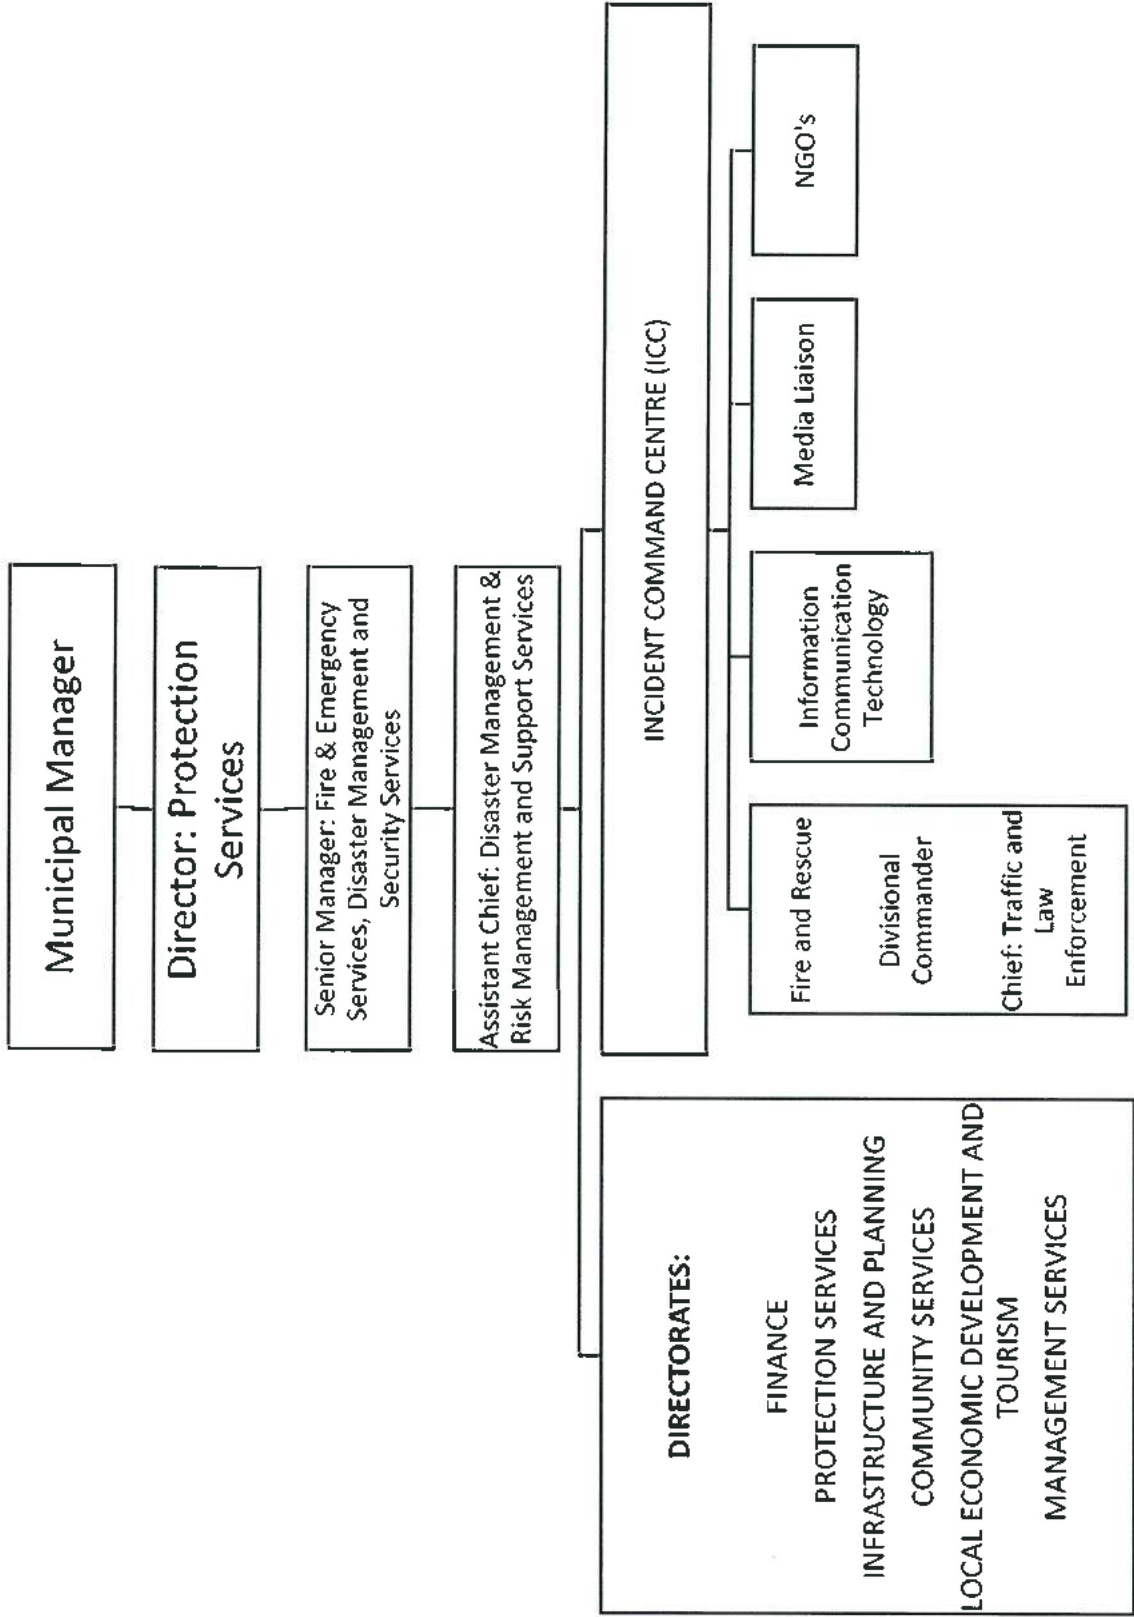 Municipal Manager
Director: Protection
Services
Senior Manager: Fire & Emergency
Services, Disaster Management and
Security Services
Assistant Chief: Disaster Management &
Risk Management and Support Services
DIRECTORATES:
FINANCE
PROTECTION SERVICES
INFRASTRUCTURE AND PLANNING
COMMUNITY SERVICES
LOCAL ECONOMIC DEVELOPMENT AND
TOURISM
MANAGEMENT SERVICES
INCIDENT COMMAND CENTRE (ICC)
Fire and Rescue
Divisional
Commander
Chief: Traffic and
Law
Enforcement
Information
Communication
Technology
Media Liaison
NGO's